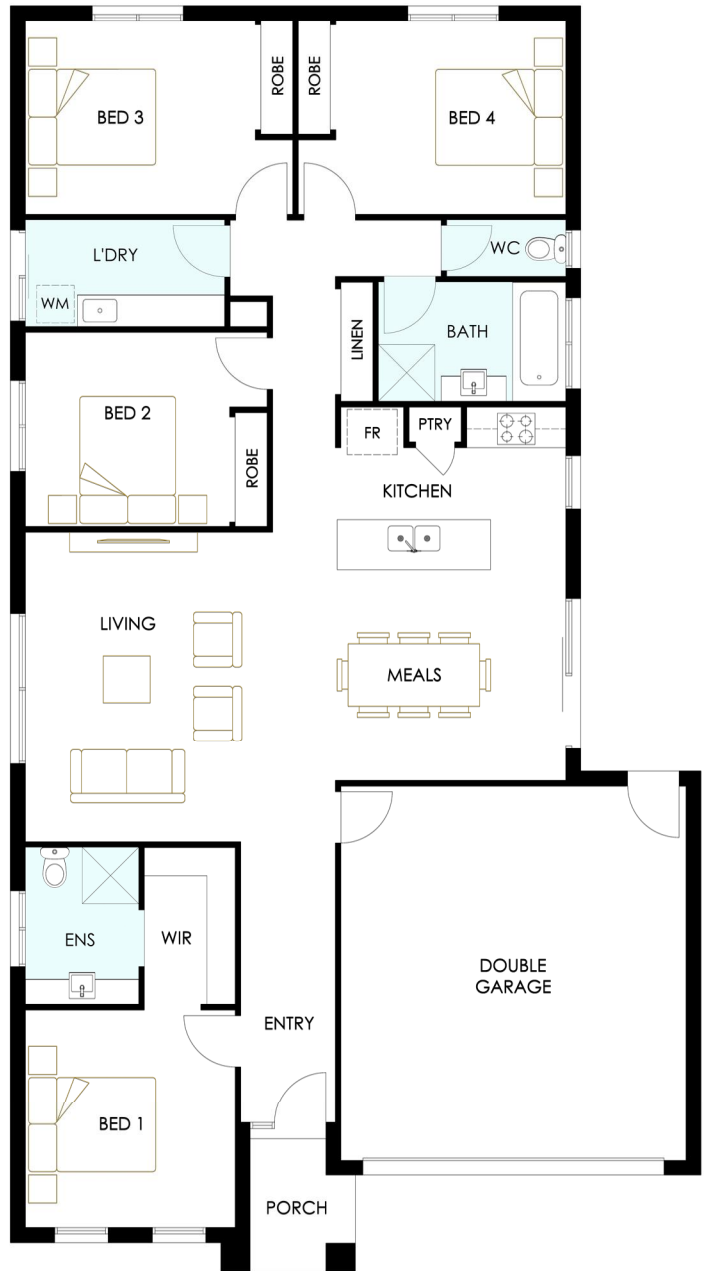 BED 3
ROBE
ROBE
BED 4
L'DRY
WC
WM
LINEN
BATH
BED 2
ROBE
FR
PTRY
KITCHEN
LIVING
MEALS
ENS
WIR
DOUBLE
GARAGE
ENTRY
BED 1
PORCH